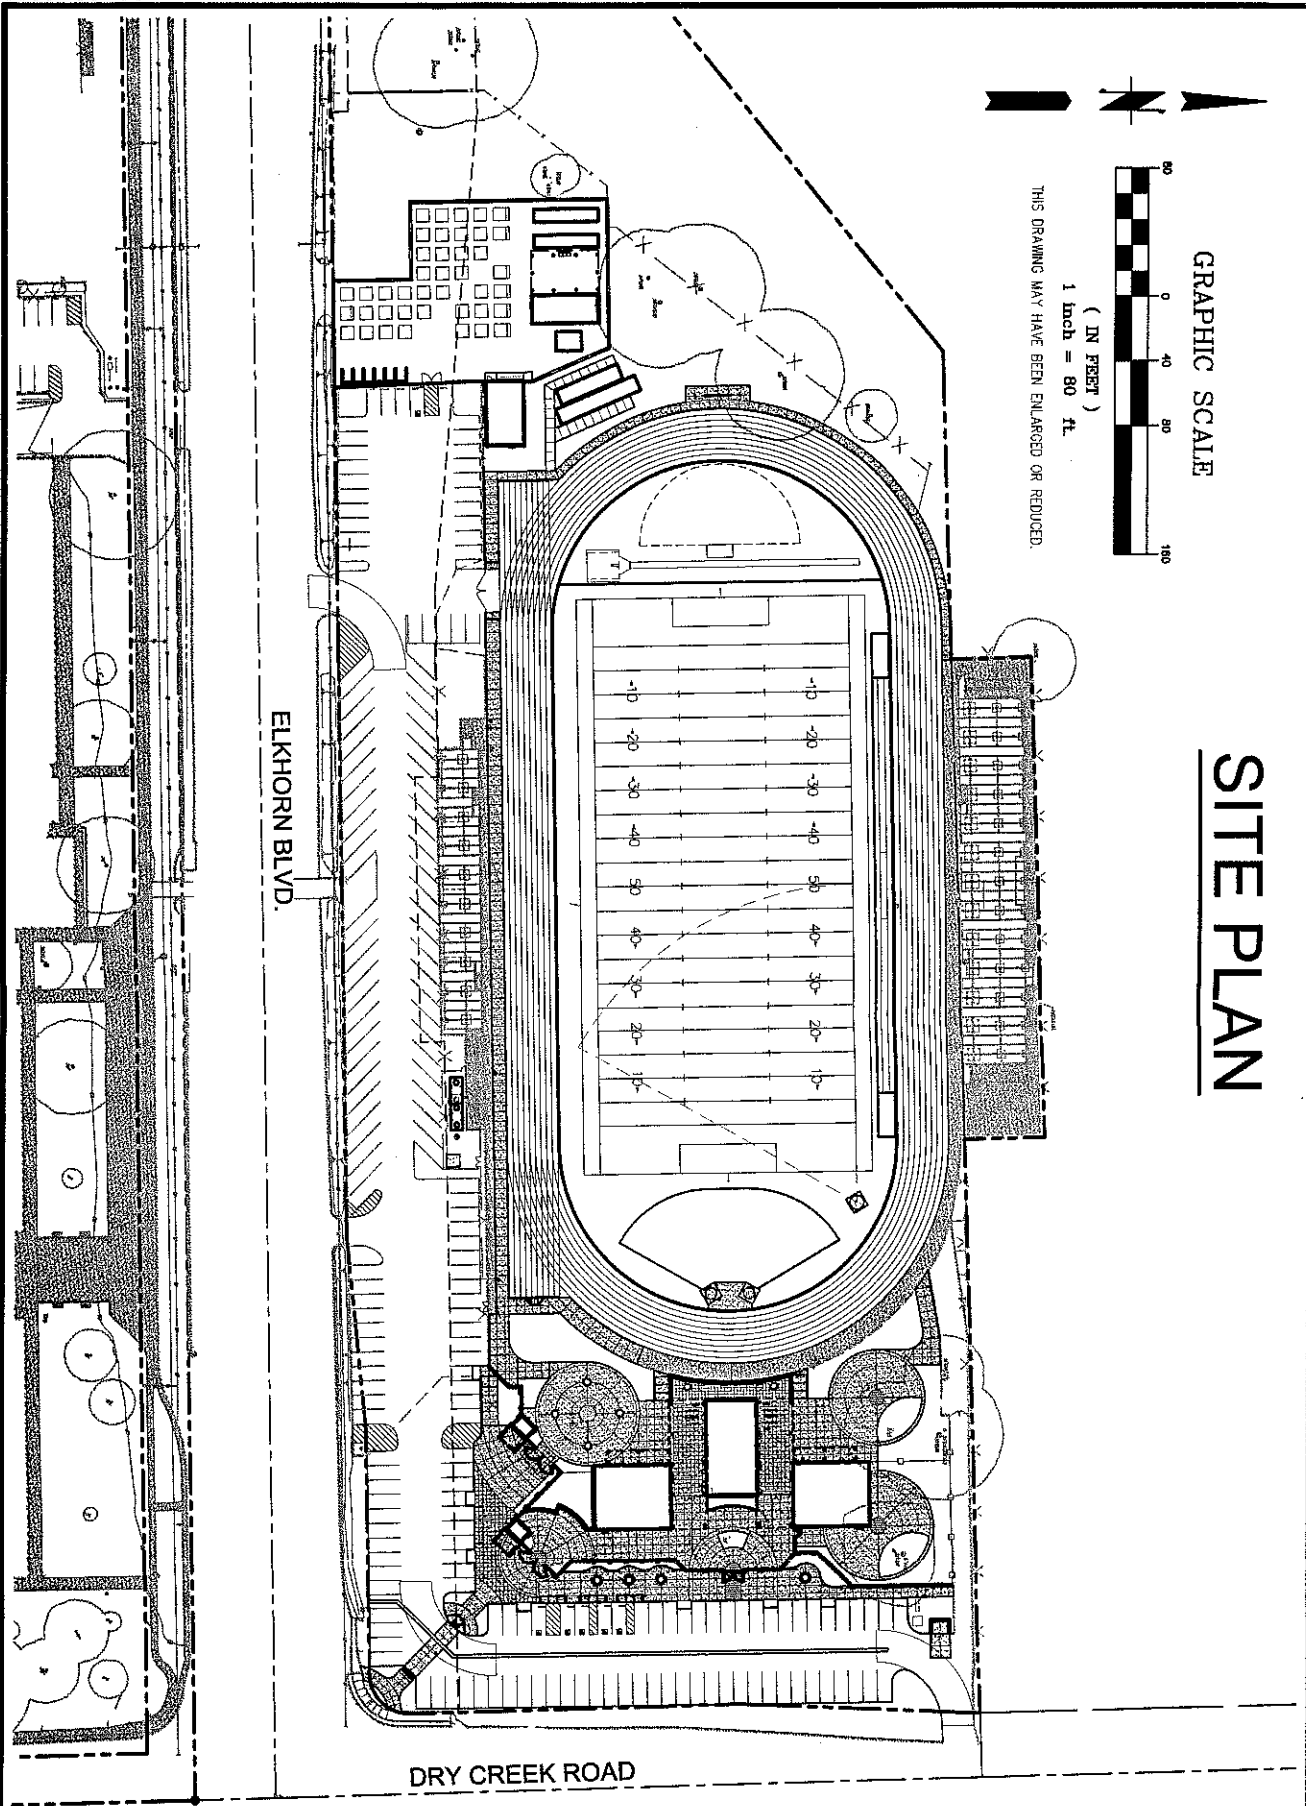 SITE PLAN
GRAPHIC SCALE
80 0 40 80 160
( IN FEET )
1 inch = 80 ft.
THIS DRAWING MAY HAVE BEEN ENLARGED OR REDUCED.
N
-10 -20 -30 -40 50 40- 30- 20- 10-
-10 -20 -30 -40 50 40- 30- 20- 10-
ELKHORN BLVD.
DRY CREEK ROAD